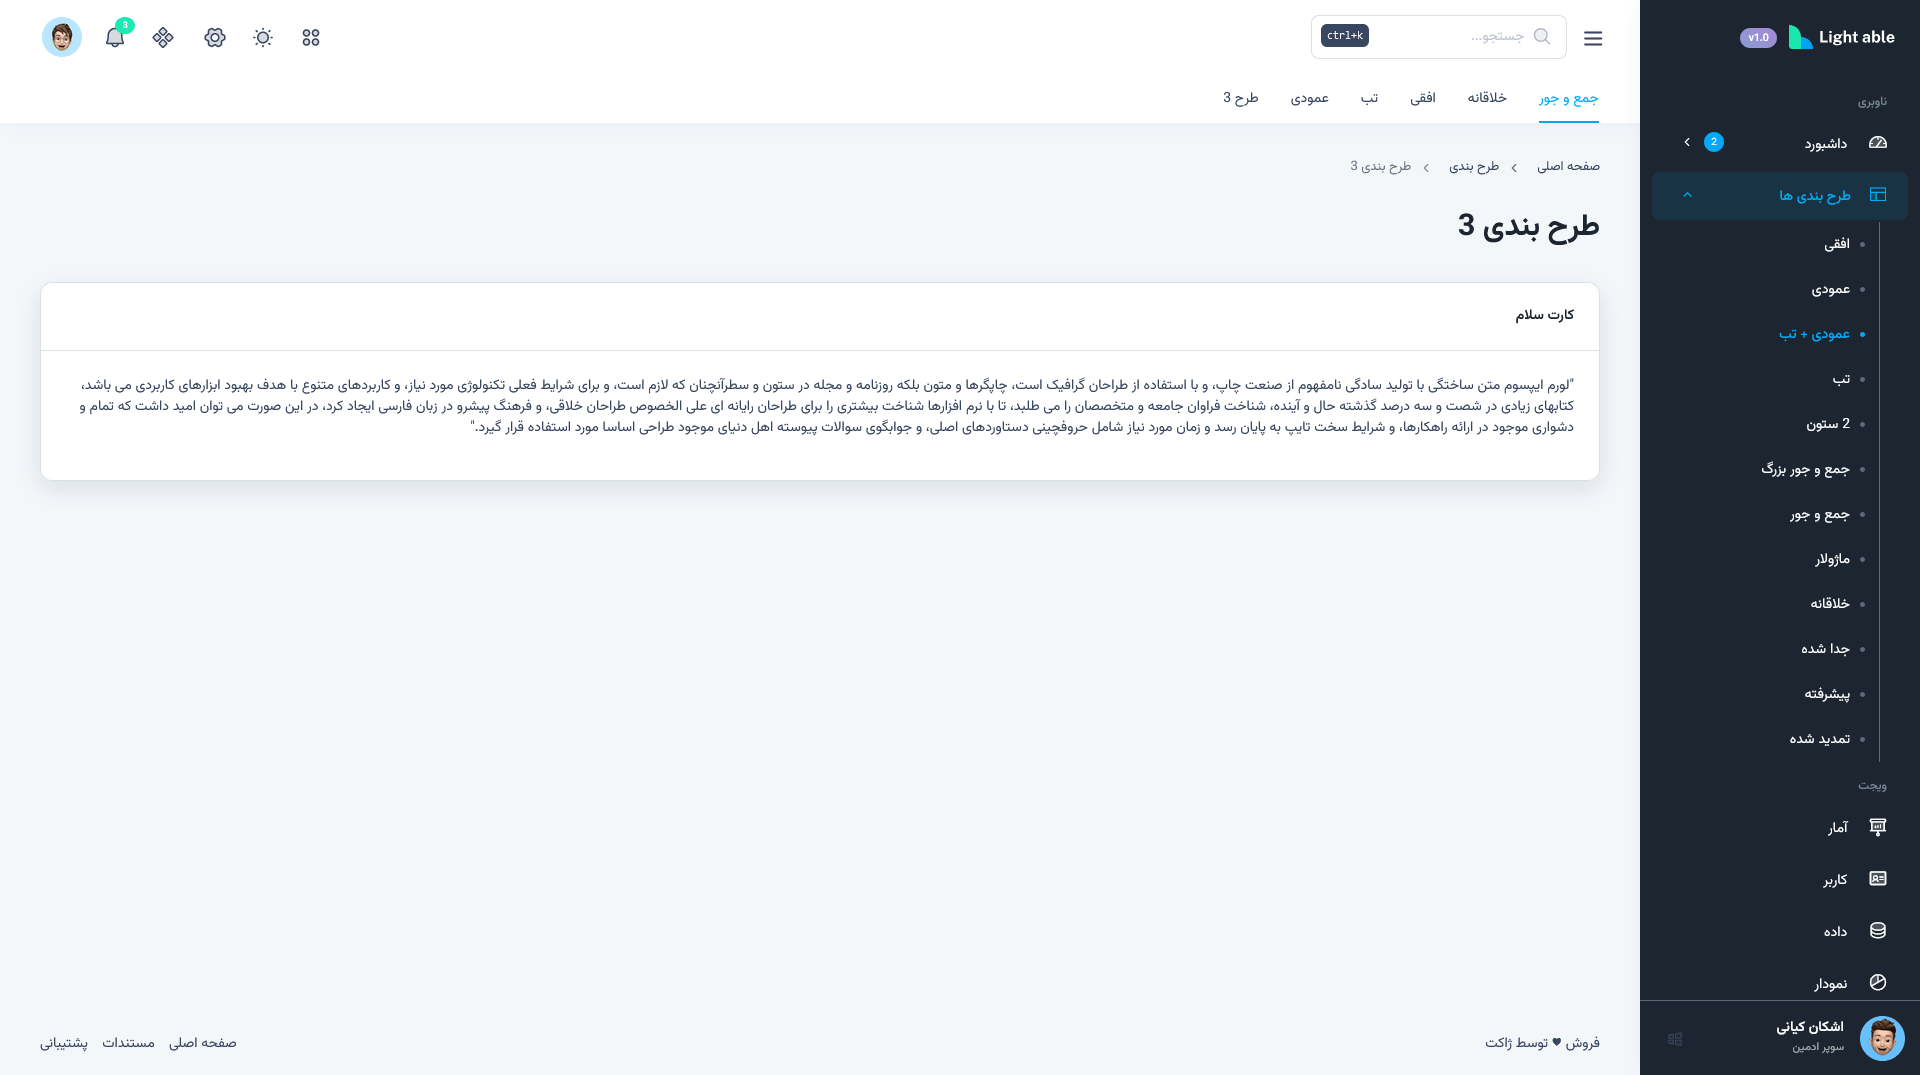 Light able
v1.0
ناوبری
داشبورد
2
طرح بندی ها
افقی
عمودی
عمودی + تب
تب
2 ستون
جمع و جور بزرگ
جمع و جور
ماژولار
خلاقانه
جدا شده
پیشرفته
تمدید شده
ویجت
آمار
کاربر
داده
نمودار
اشکان کیانی
سوپر ادمین
جستجو...
ctrl+k
3
جمع و جور
خلاقانه
افقی
تب
عمودی
طرح 3
صفحه اصلی
طرح بندی
طرح بندی 3
طرح بندی 3
کارت سلام
"لورم ایپسوم متن ساختگی با تولید سادگی نامفهوم از صنعت چاپ، و با استفاده از طراحان گرافیک است، چاپگرها و متون بلکه روزنامه و مجله در ستون و سطرآنچنان که لازم است، و برای شرایط فعلی تکنولوژی مورد نیاز، و کاربردهای متنوع با هدف بهبود ابزارهای کاربردی می باشد،
کتابهای زیادی در شصت و سه درصد گذشته حال و آینده، شناخت فراوان جامعه و متخصصان را می طلبد، تا با نرم افزارها شناخت بیشتری را برای طراحان رایانه ای علی الخصوص طراحان خلاقی، و فرهنگ پیشرو در زبان فارسی ایجاد کرد، در این صورت می توان امید داشت که تمام و
دشواری موجود در ارائه راهکارها، و شرایط سخت تایپ به پایان رسد و زمان مورد نیاز شامل حروفچینی دستاوردهای اصلی، و جوابگوی سوالات پیوسته اهل دنیای موجود طراحی اساسا مورد استفاده قرار گیرد."
فروش ♥ توسط ژاکت
صفحه اصلی
مستندات
پشتیبانی